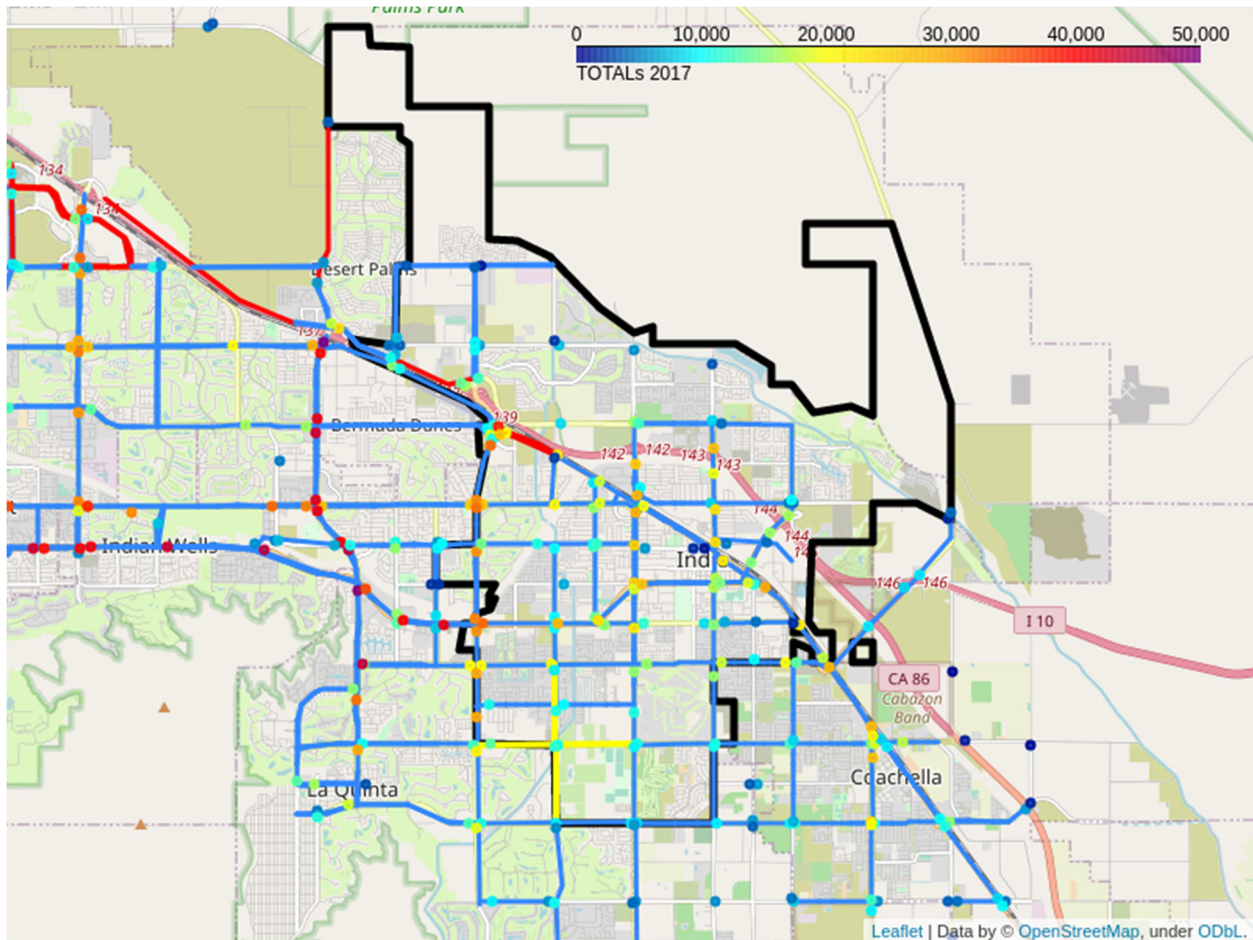 Palms Park
0 10,000 20,000 30,000 40,000 50,000
TOTALs 2017
134
134
Desert Palms
137
139
Bermuda Dunes
142 142 143
143
144
144
Indian Wells
Ind
146 146
I 10
CA 86
Cabazon
Band
Coachella
La Quinta
Leaflet | Data by © OpenStreetMap, under ODbL.